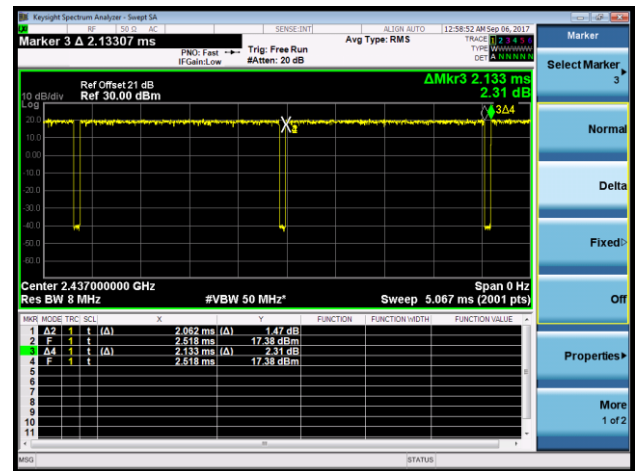 Keysight Spectrum Analyzer - Swept SA
RF 50 Ω AC SENSE:INT ALIGN AUTO 12:58:52 AM Sep 06, 2017
Marker 3 Δ 2.13307 ms
PNO: Fast
IFGain:Low
Trig: Free Run
#Atten: 20 dB
Avg Type: RMS
TRACE 1 2 3 4 5 6
TYPE WWWWWW
DET A N N N N N
Marker
Select Marker
3
Normal
Delta
Fixed
Off
Properties
More
1 of 2
Ref Offset 21 dB
10 dB/div Ref 30.00 dBm
Log
ΔMkr3 2.133 ms
2.31 dB
3Δ4
2
20.0
10.0
0.00
-10.0
-20.0
-30.0
-40.0
-50.0
-60.0
Center 2.437000000 GHz Span 0 Hz
Res BW 8 MHz #VBW 50 MHz* Sweep 5.067 ms (2001 pts)
MKR MODE TRC SCL X Y FUNCTION FUNCTION WIDTH FUNCTION VALUE
1 Δ2 1 t (Δ) 2.062 ms (Δ) 1.47 dB
2 F 1 t 2.518 ms 17.38 dBm
3 Δ4 1 t (Δ) 2.133 ms (Δ) 2.31 dB
4 F 1 t 2.518 ms 17.38 dBm
5
6
7
8
9
10
11
MSG STATUS